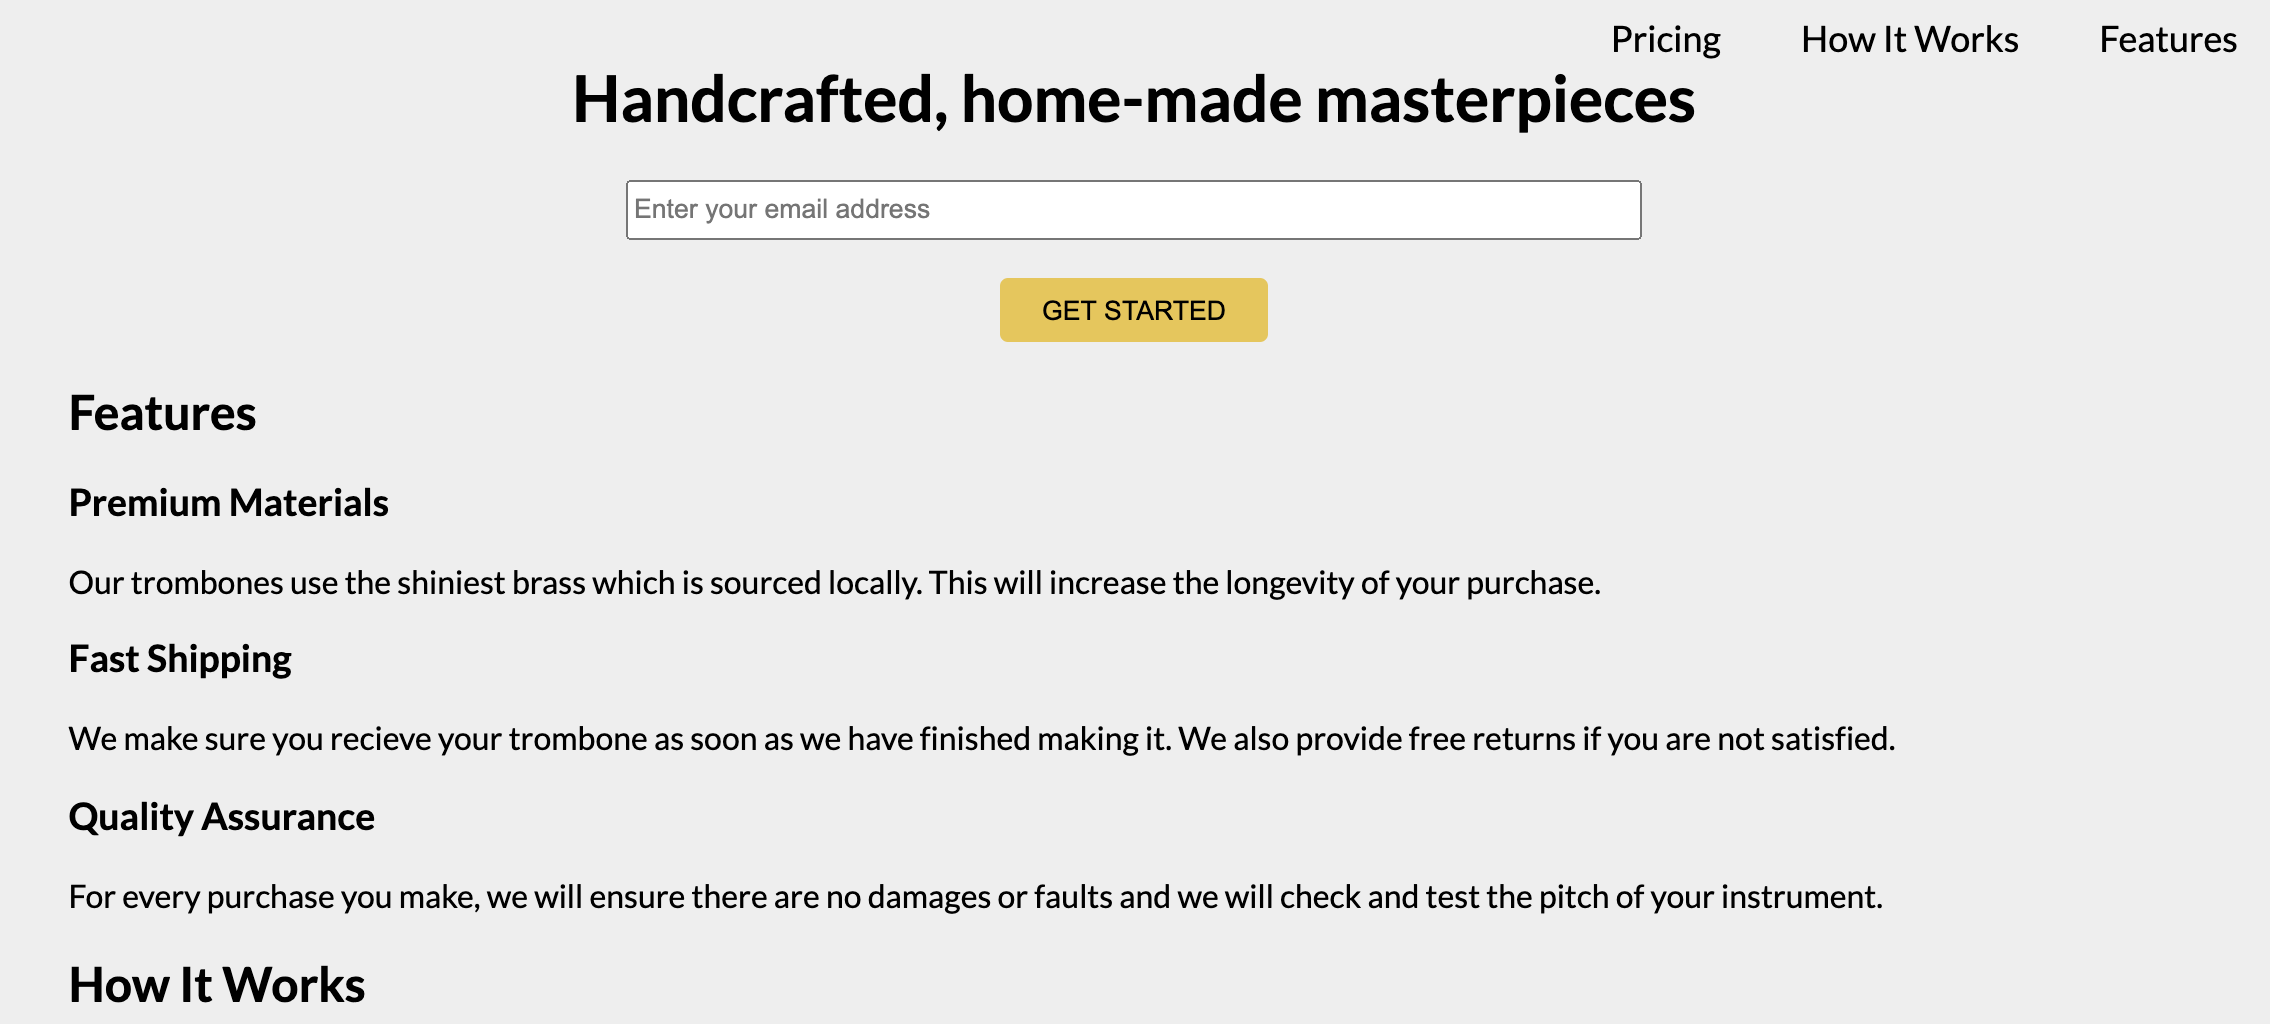 Pricing How It Works Features
Handcrafted, home-made masterpieces
Enter your email address
GET STARTED
Features
Premium Materials
Our trombones use the shiniest brass which is sourced locally. This will increase the longevity of your purchase.
Fast Shipping
We make sure you recieve your trombone as soon as we have finished making it. We also provide free returns if you are not satisfied.
Quality Assurance
For every purchase you make, we will ensure there are no damages or faults and we will check and test the pitch of your instrument.
How It Works